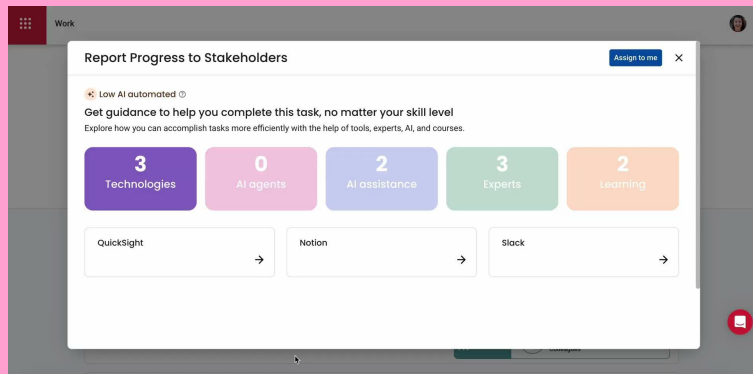 Work
Report Progress to Stakeholders
Assign to me
Low AI automated
Get guidance to help you complete this task, no matter your skill level
Explore how you can accomplish tasks more efficiently with the help of tools, experts, AI, and courses.
3
Technologies
0
AI agents
2
AI assistance
3
Experts
2
Learning
QuickSight
Notion
Slack